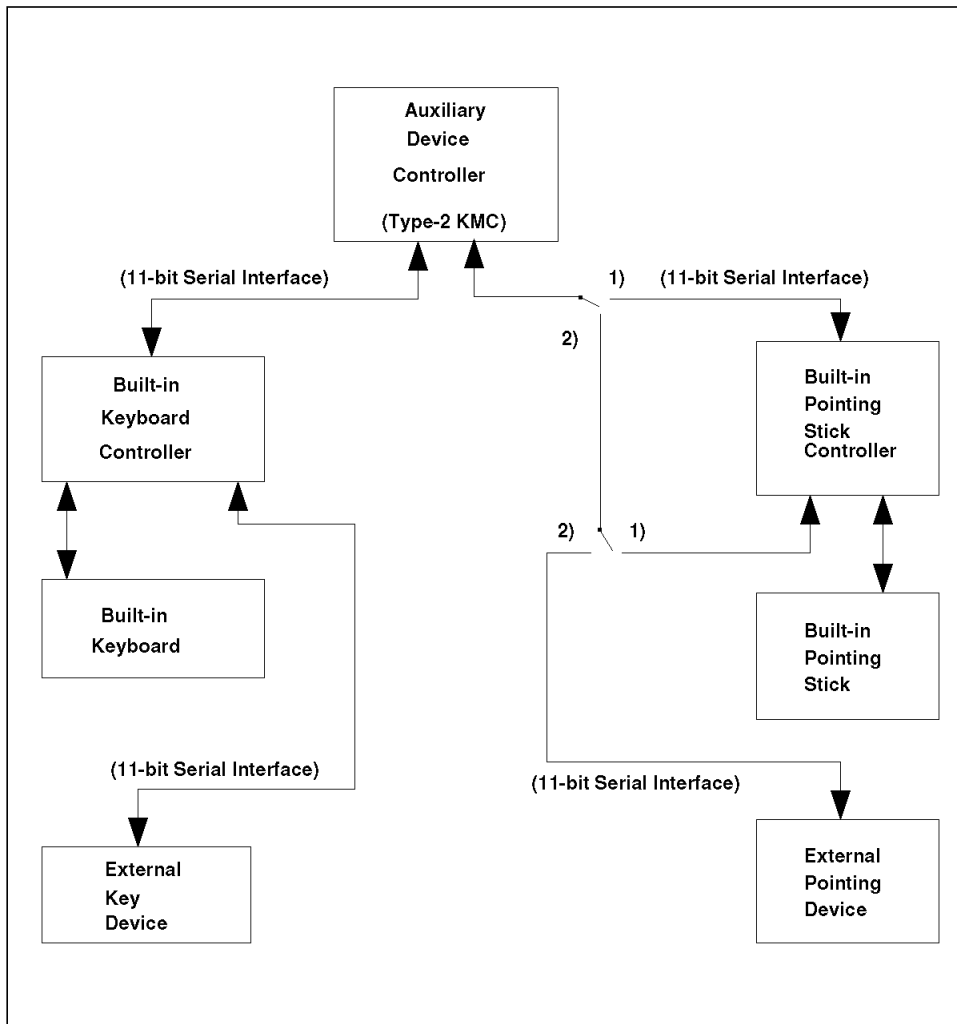 Auxiliary
Device
Controller
(Type-2 KMC)
(11-bit Serial Interface)
1)
(11-bit Serial Interface)
2)
Built-in
Keyboard
Controller
Built-in
Pointing
Stick
Controller
2)
1)
Built-in
Keyboard
Built-in
Pointing
Stick
(11-bit Serial Interface)
(11-bit Serial Interface)
External
Key
Device
External
Pointing
Device